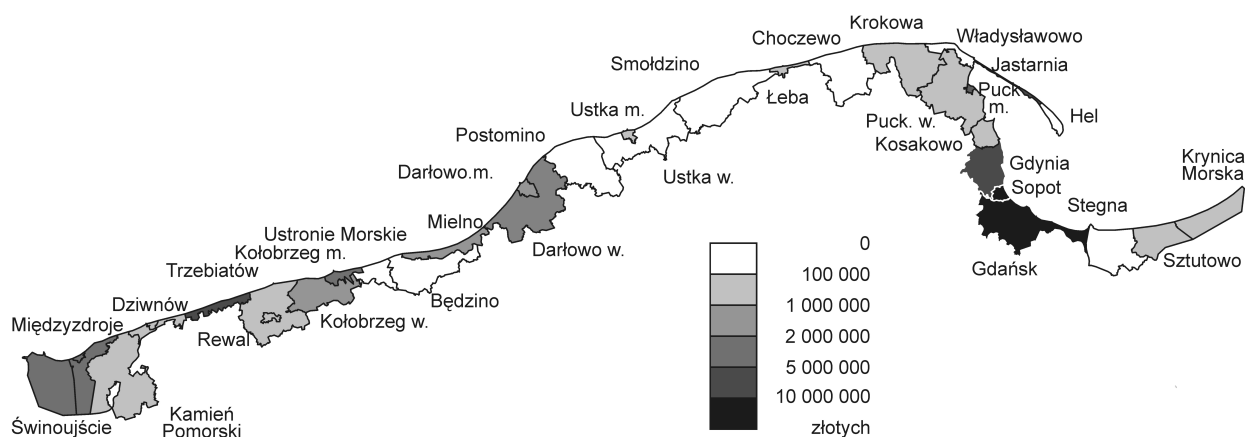 Krokowa
Władysławowo
Choczewo
Jastarnia
Smołdzino
Puck
m.
Łeba
Ustka m.
Hel
Puck. w.
Postomino
Kosakowo
Krynica
Morska
Gdynia
Darłowo.m.
Ustka w.
Sopot
Stegna
Mielno
Ustronie Morskie
Darłowo w.
Kołobrzeg m.
Gdańsk
Sztutowo
Trzebiatów
Będzino
Dziwnów
Kołobrzeg w.
Międzyzdroje
Rewal
Kamień
Pomorski
Świnoujście
0
100 000
1 000 000
2 000 000
5 000 000
10 000 000
złotych